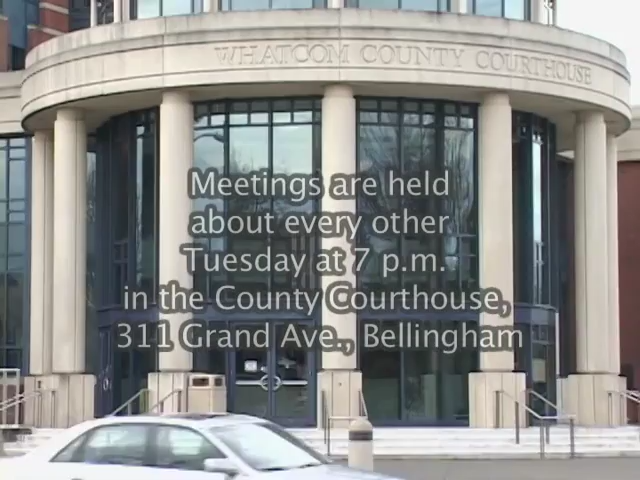 WHATCOM COUNTY COURTHOUSE
Meetings are held
about every other
Tuesday at 7 p.m.
in the County Courthouse,
311 Grand Ave., Bellingham